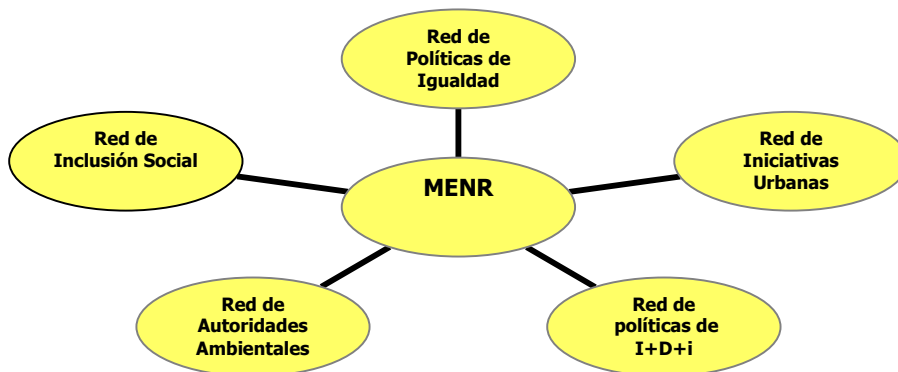 Red de
Políticas de
Igualdad
Red de
Inclusión Social
Red de
Iniciativas
Urbanas
MENR
Red de
Autoridades
Ambientales
Red de
políticas de
I+D+i